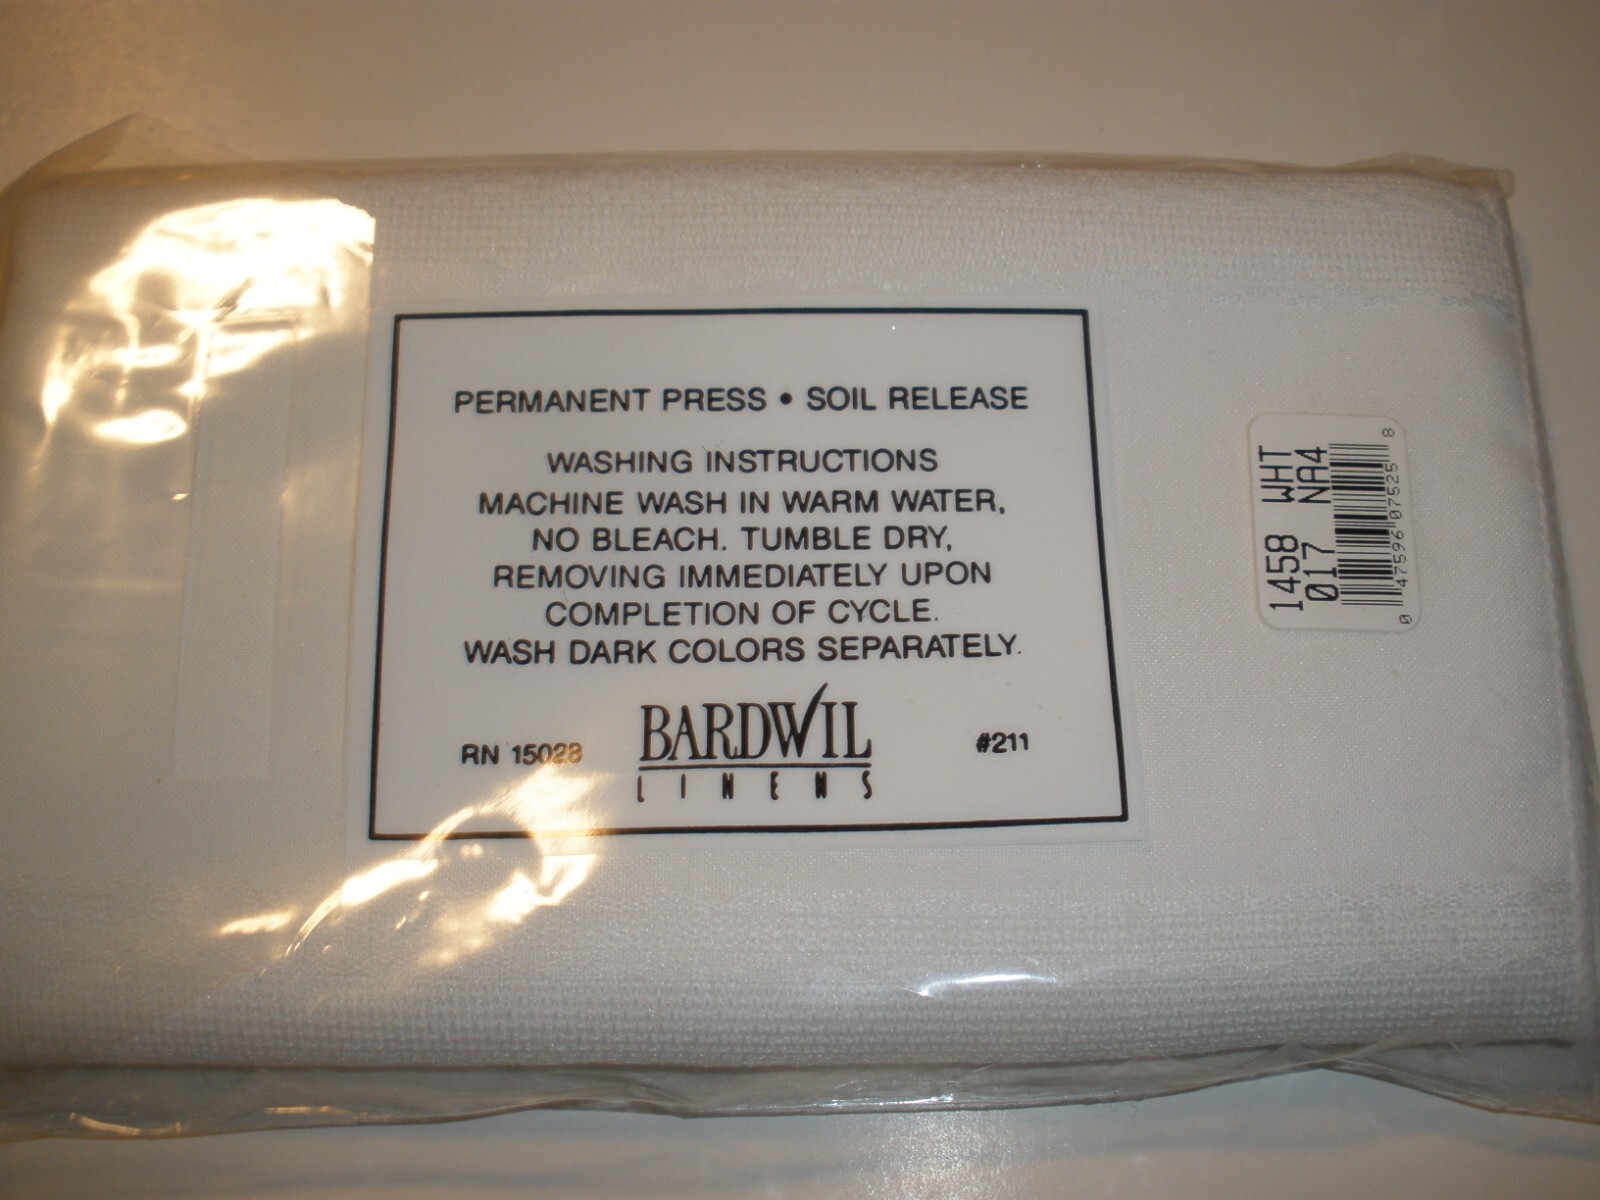 PERMANENT PRESS • SOIL RELEASE
WASHING INSTRUCTIONS
MACHINE WASH IN WARM WATER,
NO BLEACH. TUMBLE DRY,
REMOVING IMMEDIATELY UPON
COMPLETION OF CYCLE.
WASH DARK COLORS SEPARATELY.
RN 15028
BARDWIL
LINENS
#211
1458 WHT
017 NA4
0 47596 07525 8